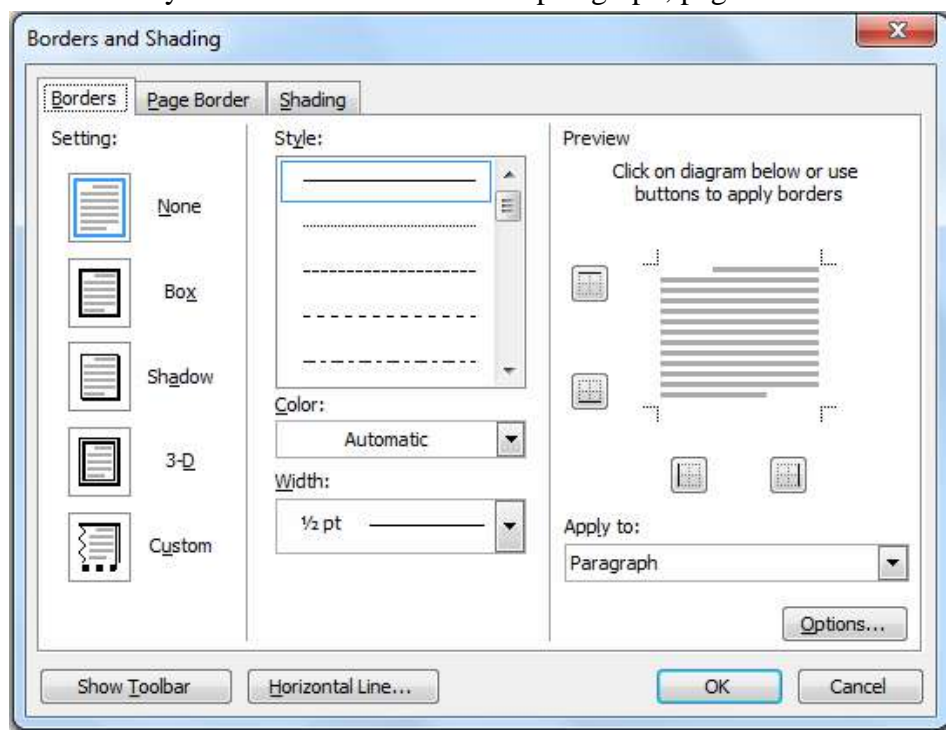 Borders and Shading
Borders Page Border Shading
Setting:
None
Box
Shadow
3-D
Custom
Style:
Color:
Automatic
Width:
½ pt
Preview
Click on diagram below or use
buttons to apply borders
Apply to:
Paragraph
Options...
Show Toolbar Horizontal Line... OK Cancel